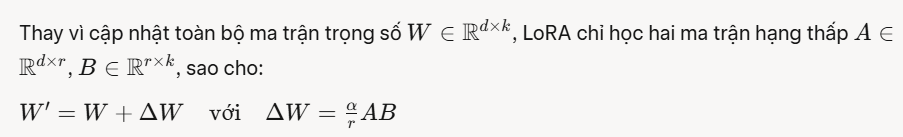 Thay vì cập nhật toàn bộ ma trận trọng số W ∈ ℝ^{d×k}, LoRA chỉ học hai ma trận hạng thấp A ∈
ℝ^{d×r}, B ∈ ℝ^{r×k}, sao cho:
W′ = W + ΔW với ΔW = \frac{α}{r}AB